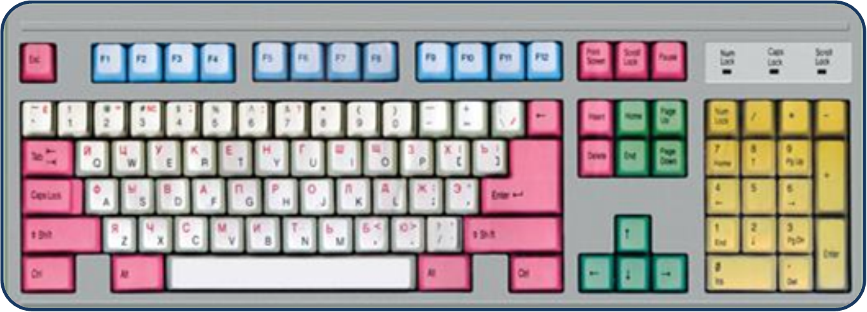 Esc F1 F2 F3 F4 F5 F6 F7 F8 F9 F10 F11 F12 Print Screen Scroll Lock Pause Num Lock Caps Lock Scroll Lock
1 2 3 4 5 6 7 8 9 0 - + = \ / ← Insert Home Page Up Num Lock / * -
Tab Й Q Ц W У E К R Е T Н Y Г U Ш I Щ O З P Х [ Ъ ] Delete End Page Down 7 Home 8 ↑ 9 Pg Up +
Caps Lock Ф A Ы S В D А F П G Р H О J Л K Д L Ж ; Э ' Enter ↵ 4 ← 5 6 →
⇧ Shift Я Z Ч X С C М V И B Т N Ь M Б < , Ю > . ? / ⇧ Shift ↑ 1 End 2 ↓ 3 Pg Dn Enter
Ctrl Alt Alt Ctrl ← ↓ → 0 Ins . Del